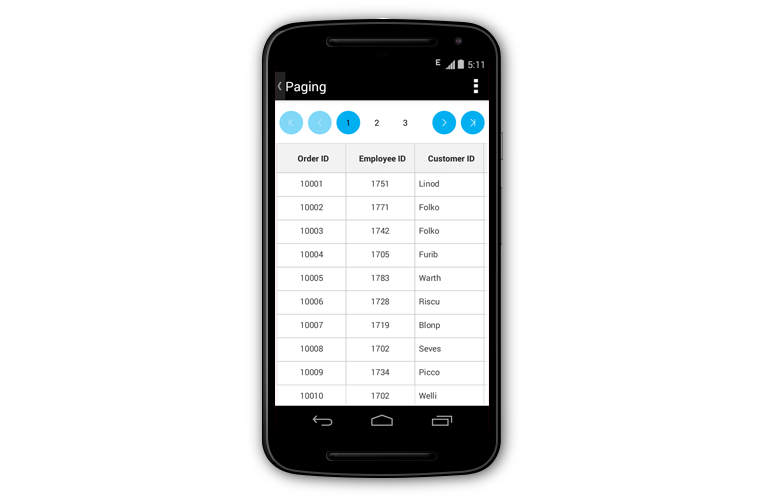 E 5:11
Paging
1 2 3
Order ID Employee ID Customer ID
10001 1751 Linod
10002 1771 Folko
10003 1742 Folko
10004 1705 Furib
10005 1783 Warth
10006 1728 Riscu
10007 1719 Blonp
10008 1702 Seves
10009 1734 Picco
10010 1702 Welli